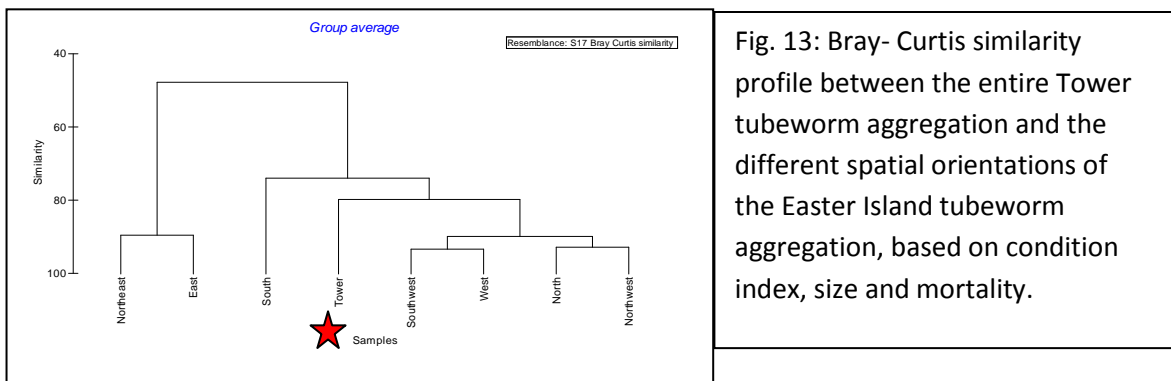 Group average
Resemblance: S17 Bray Curtis similarity
40
60
80
100
Similarity
Northeast
East
South
Tower
Southwest
West
North
Northwest
Samples
Fig. 13: Bray- Curtis similarity
profile between the entire Tower
tubeworm aggregation and the
different spatial orientations of
the Easter Island tubeworm
aggregation, based on condition
index, size and mortality.